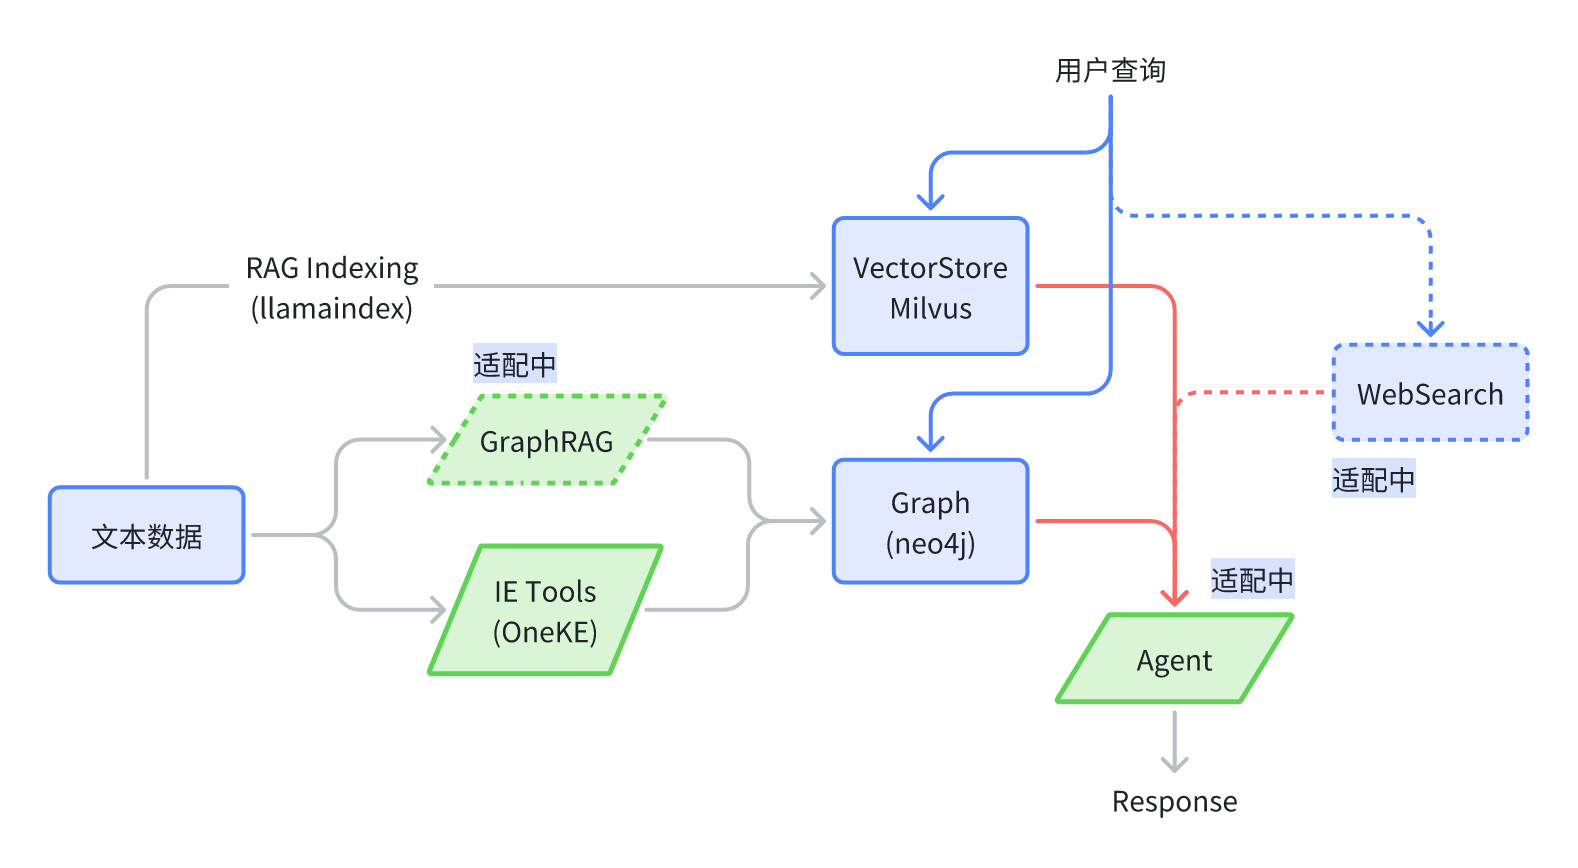 用户查询
RAG Indexing
(llamaindex)
VectorStore
Milvus
适配中
GraphRAG
WebSearch
适配中
文本数据
Graph
(neo4j)
IE Tools
(OneKE)
适配中
Agent
Response